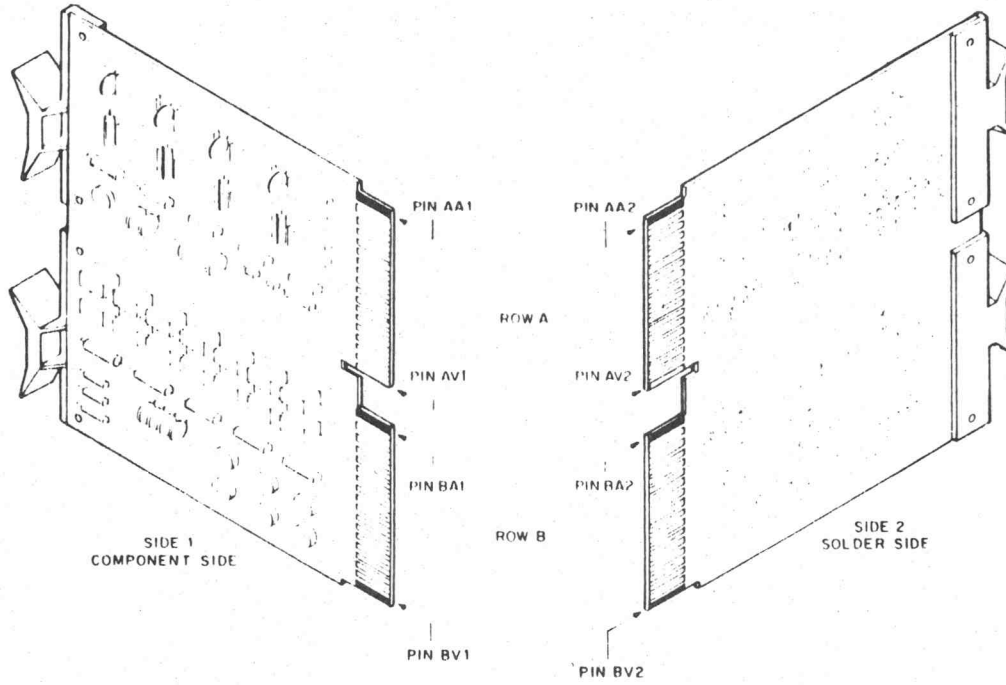 PIN AA1
PIN AA2
ROW A
PIN AV1
PIN AV2
PIN BA1
PIN BA2
ROW B
SIDE 1
COMPONENT SIDE
SIDE 2
SOLDER SIDE
PIN BV1
PIN BV2